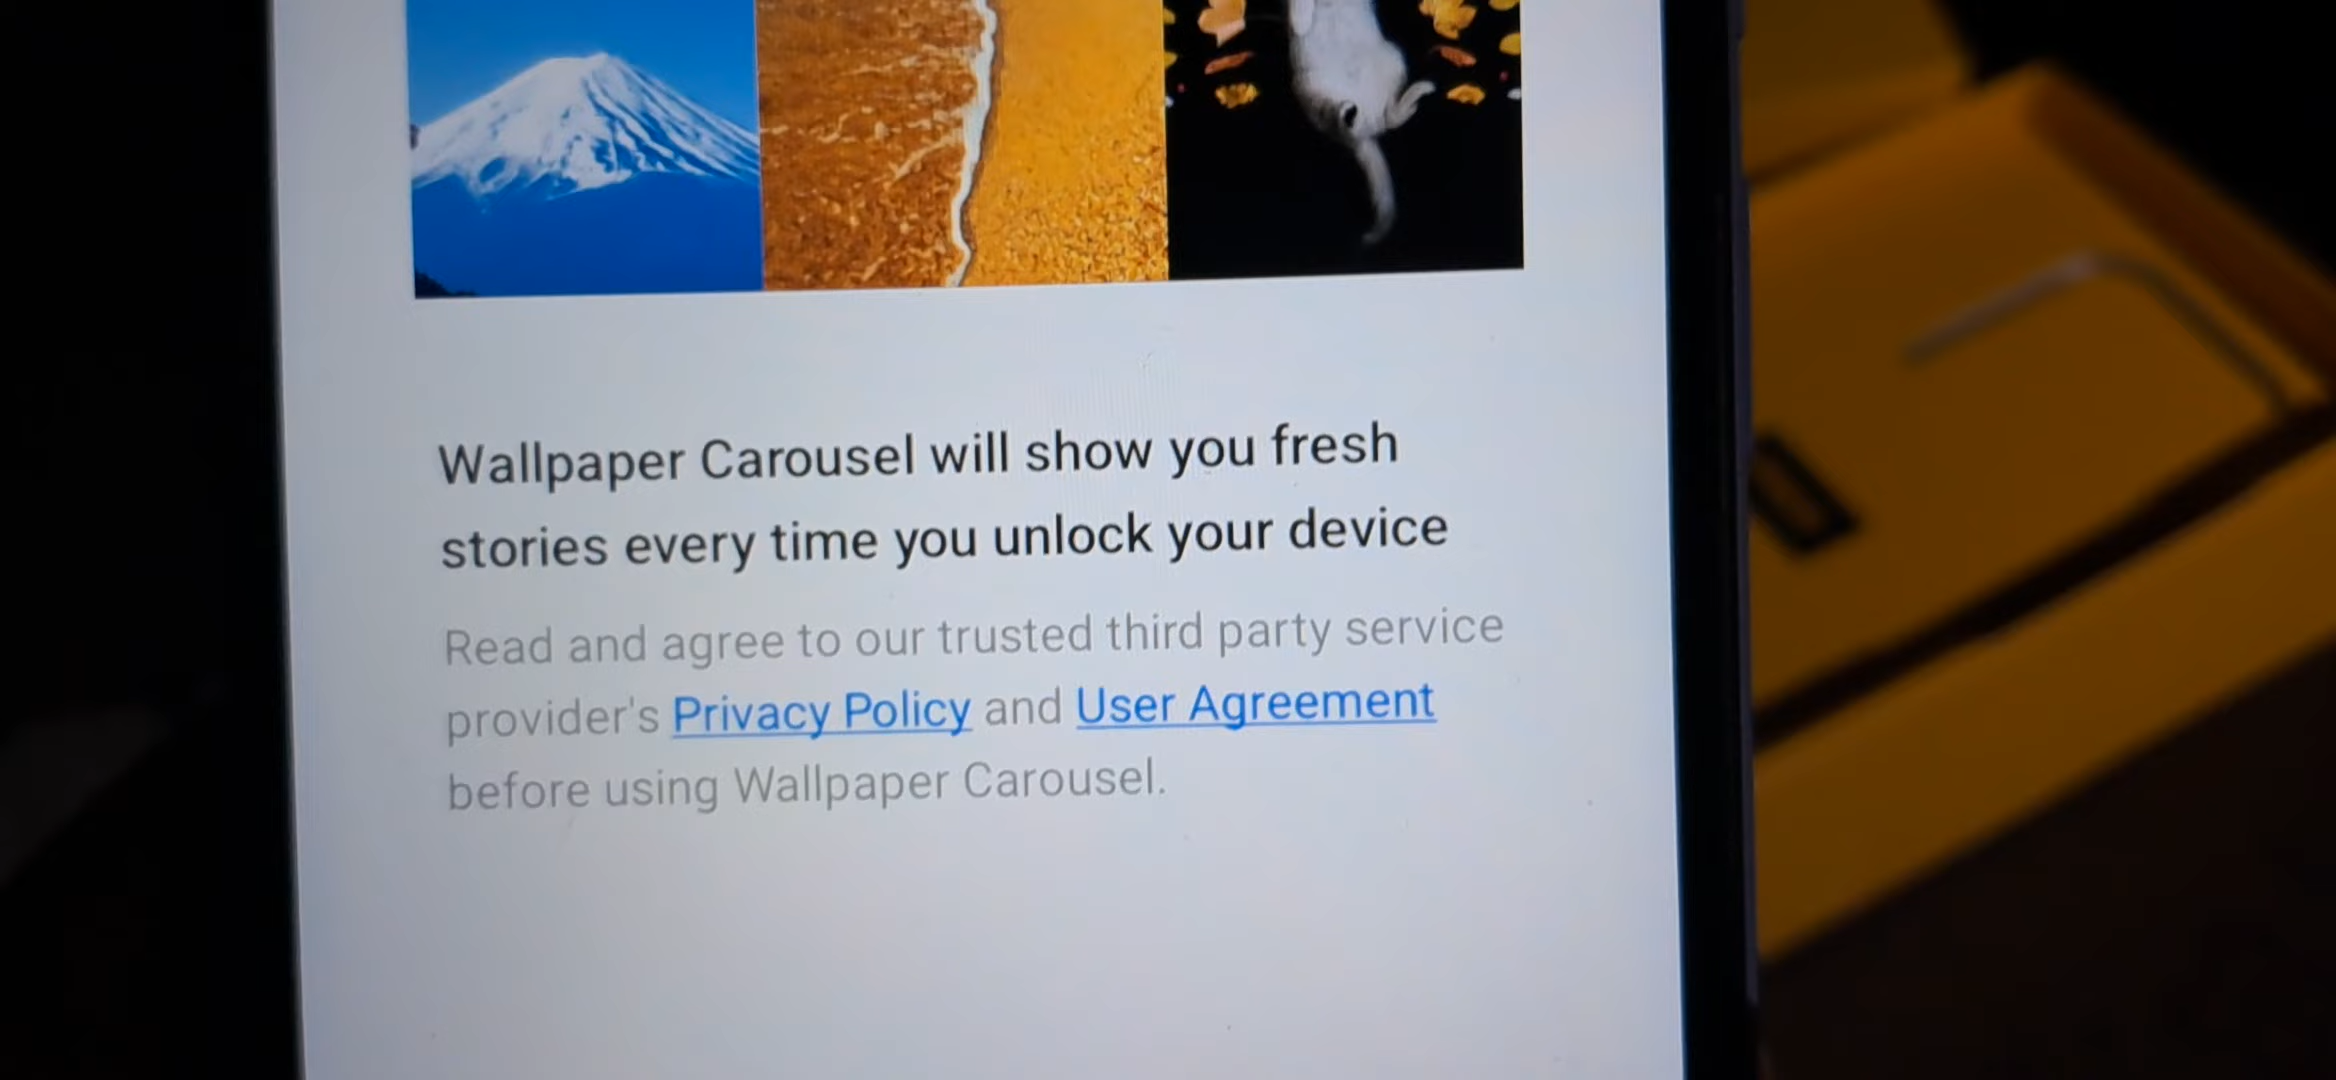 Wallpaper Carousel will show you fresh
stories every time you unlock your device
Read and agree to our trusted third party service
provider's Privacy Policy and User Agreement
before using Wallpaper Carousel.